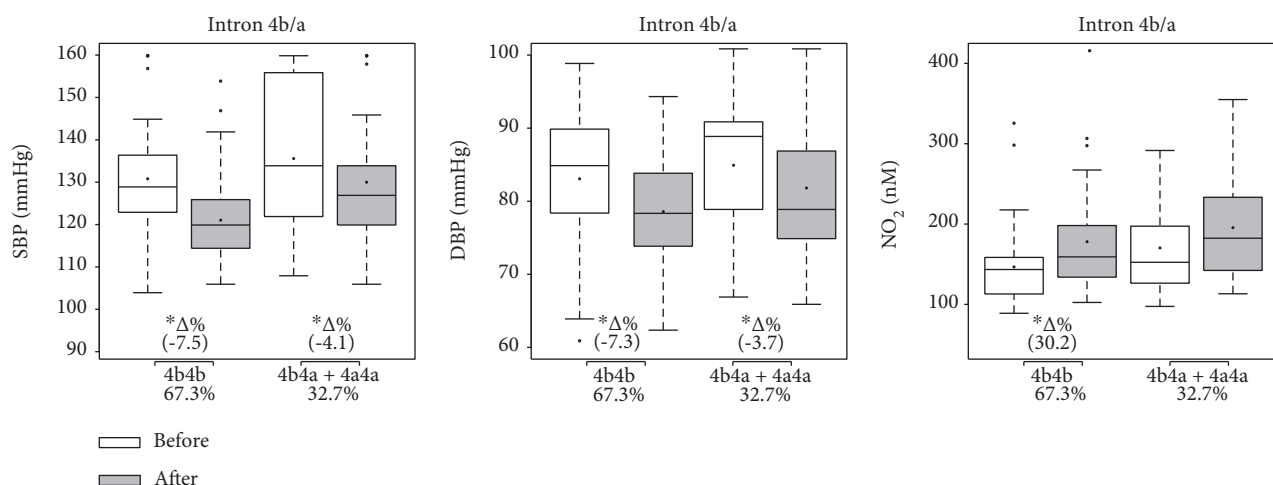 Intron 4b/a
SBP (mmHg)
160
150
140
130
120
110
100
90
*Δ%
(-7.5)
*Δ%
(-4.1)
4b4b
67.3%
4b4a + 4a4a
32.7%
Intron 4b/a
DBP (mmHg)
100
90
80
70
60
*Δ%
(-7.3)
*Δ%
(-3.7)
4b4b
67.3%
4b4a + 4a4a
32.7%
Intron 4b/a
NO₂ (nM)
400
300
200
100
*Δ%
(30.2)
4b4b
67.3%
4b4a + 4a4a
32.7%
Before
After